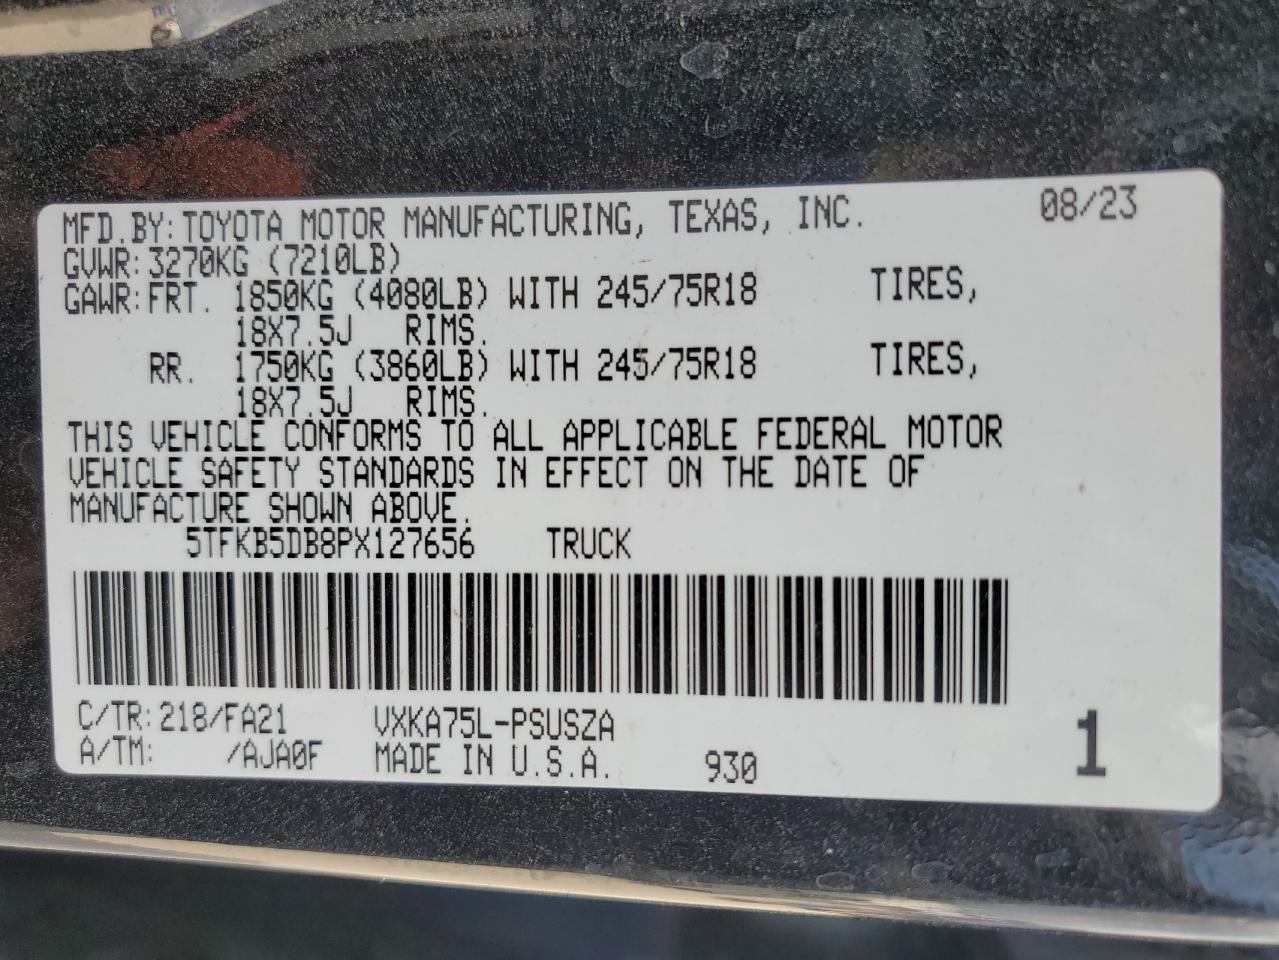 MFD.BY: TOYOTA MOTOR MANUFACTURING, TEXAS, INC. 08/23
GVWR: 3270KG (7210LB)
GAWR: FRT. 1850KG (4080LB) WITH 245/75R18 TIRES,
18X7.5J RIMS.
RR. 1750KG (3860LB) WITH 245/75R18 TIRES,
18X7.5J RIMS.
THIS VEHICLE CONFORMS TO ALL APPLICABLE FEDERAL MOTOR
VEHICLE SAFETY STANDARDS IN EFFECT ON THE DATE OF
MANUFACTURE SHOWN ABOVE.
5TFKB5DB8PX127656 TRUCK
C/TR: 218/FA21 VXKA75L-PSUSZA
A/TM: /AJA0F MADE IN U.S.A. 930 1